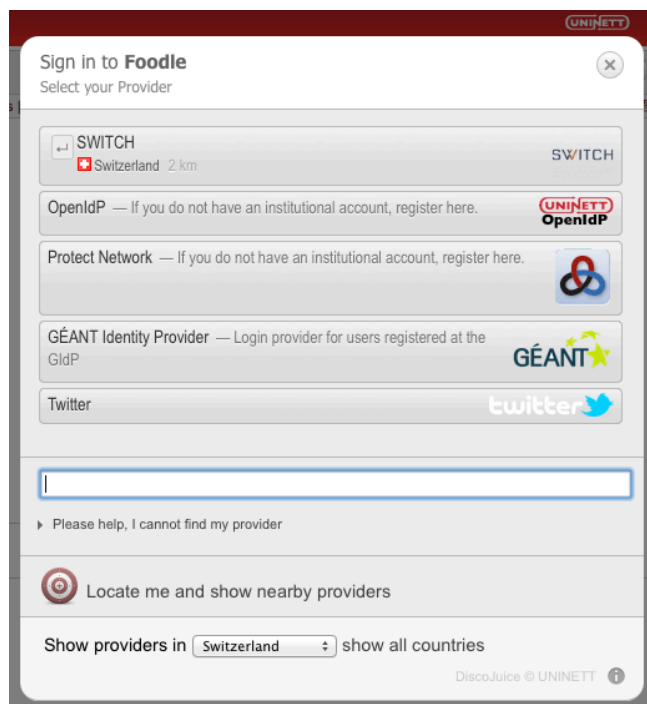 UNINETT
Sign in to Foodle
Select your Provider
SWITCH
Switzerland 2 km
SWITCH
OpenIdP — If you do not have an institutional account, register here.
UNINETT
OpenIdP
Protect Network — If you do not have an institutional account, register here.
GÉANT Identity Provider — Login provider for users registered at the
GIdP
GÉANT
Twitter
twitter
Please help, I cannot find my provider
Locate me and show nearby providers
Show providers in Switzerland show all countries
DiscoJuice © UNINETT